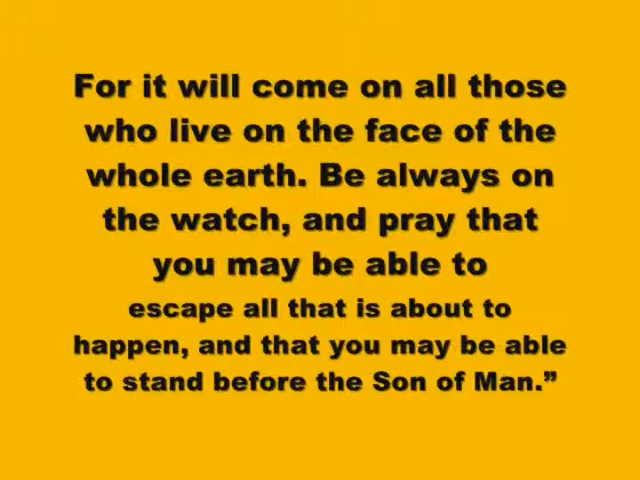 For it will come on all those
who live on the face of the
whole earth. Be always on
the watch, and pray that
you may be able to
escape all that is about to
happen, and that you may be able
to stand before the Son of Man.”